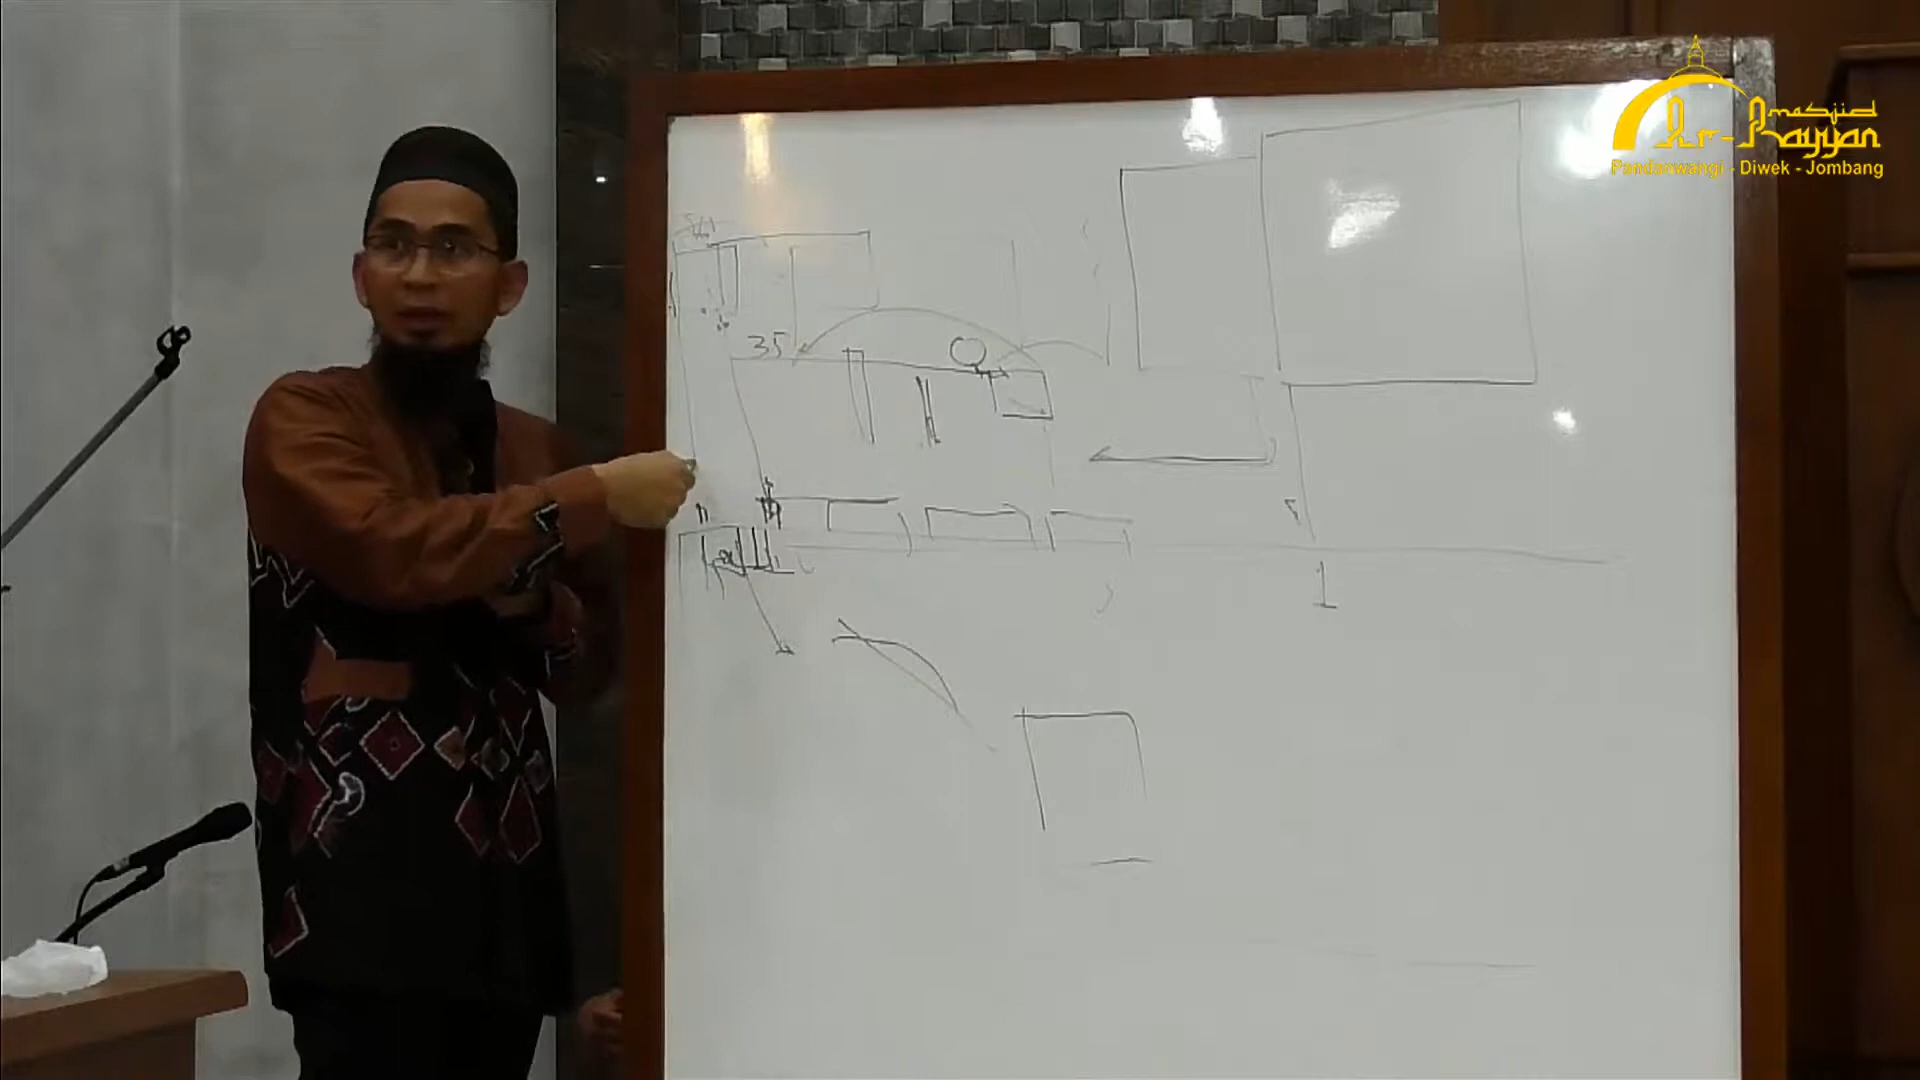 masjid
Ar-Rayyan
Pandanwangi - Diwek - Jombang
35
1